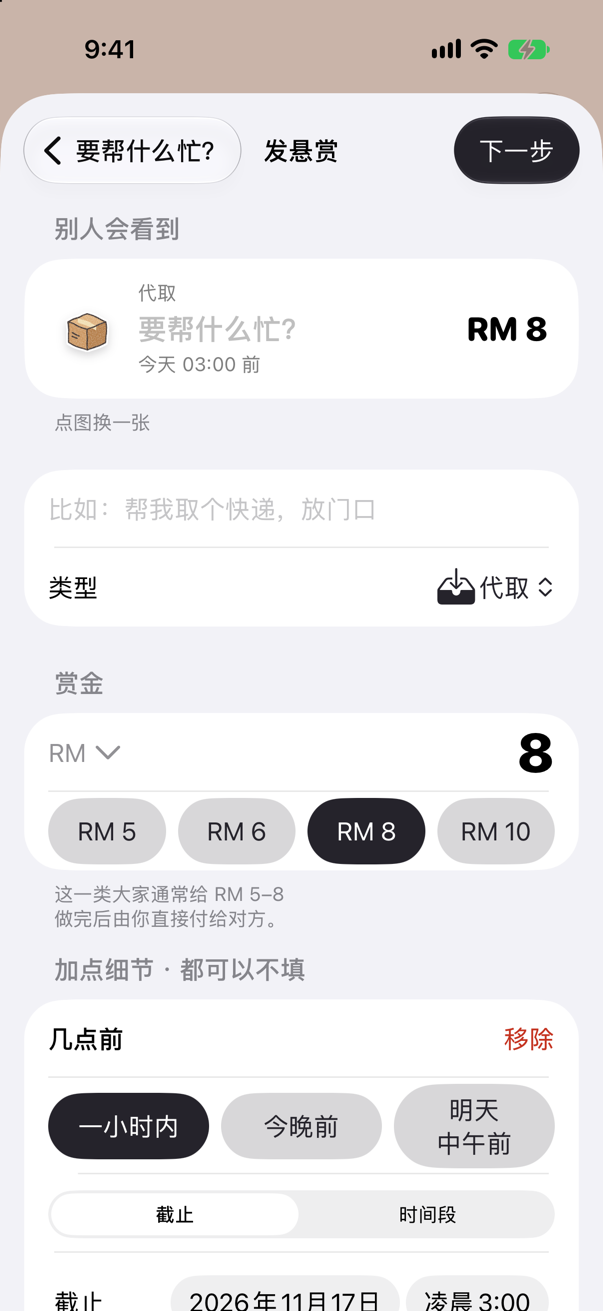 9:41
要帮什么忙?
发悬赏
下一步
别人会看到
代取
要帮什么忙?
RM 8
今天 03:00 前
点图换一张
比如：帮我取个快递，放门口
类型
代取
赏金
RM
8
RM 5
RM 6
RM 8
RM 10
这一类大家通常给 RM 5–8
做完后由你直接付给对方。
加点细节 · 都可以不填
几点前
移除
一小时内
今晚前
明天
中午前
截止
时间段
截止
2026年11月17日
凌晨 3:00